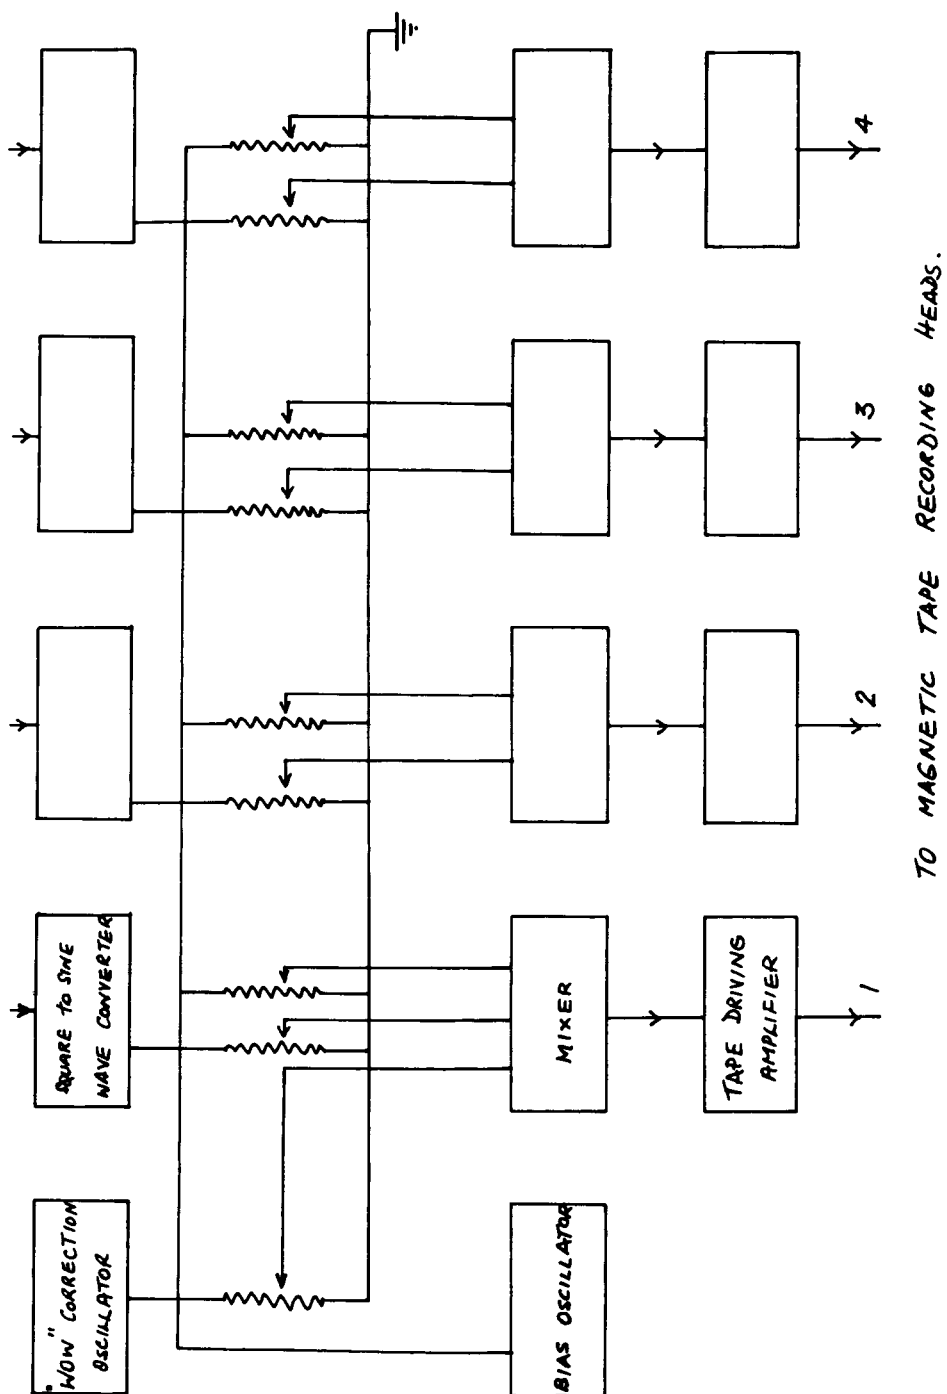 "WOW" CORRECTION
OSCILLATOR
SQUARE TO SINE
WAVE CONVERTER
BIAS OSCILLATOR
MIXER
TAPE DRIVING
AMPLIFIER
1
2
3
4
TO MAGNETIC TAPE RECORDING HEADS.